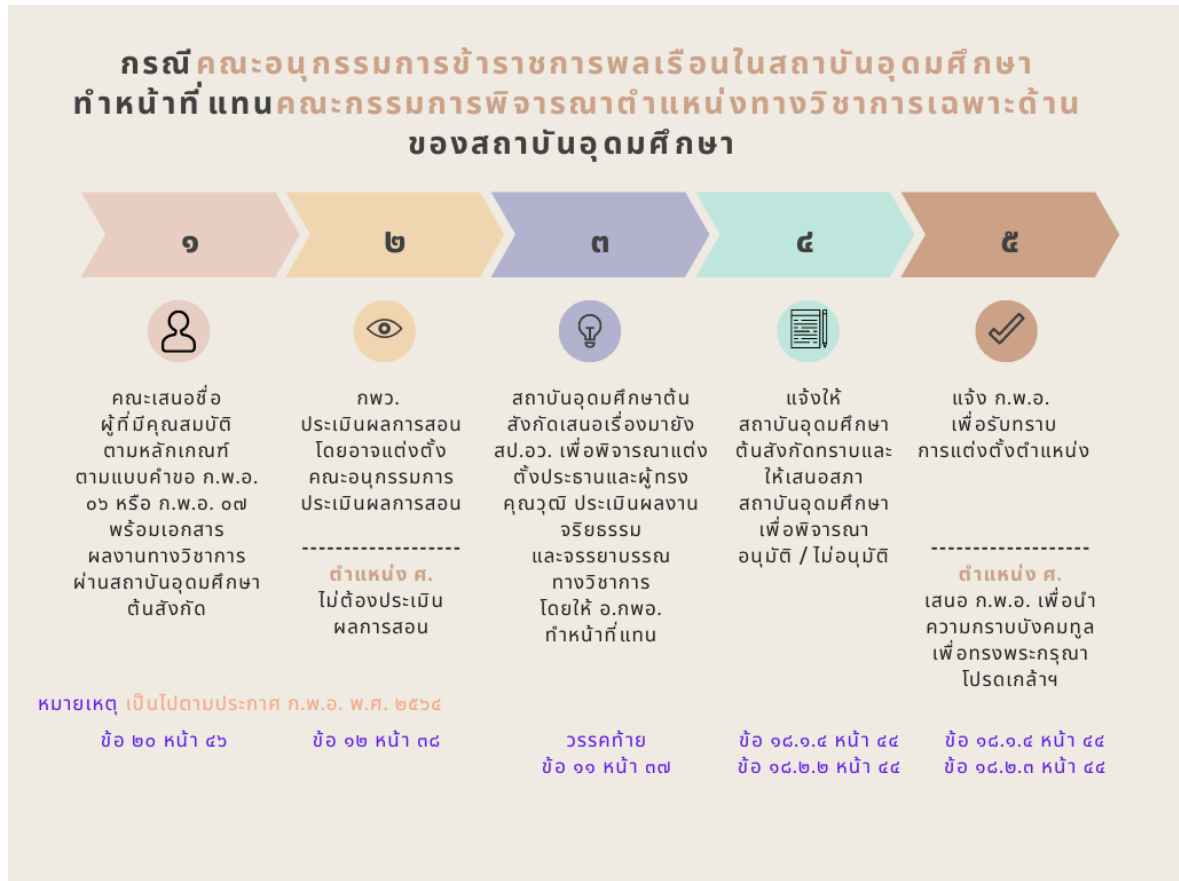 กรณีคณะอนุกรรมการข้าราชการพลเรือนในสถาบันอุดมศึกษา
ทำหน้าที่แทนคณะกรรมการพิจารณาตำแหน่งทางวิชาการเฉพาะด้าน
ของสถาบันอุดมศึกษา
๑
๒
๓
๔
๕
คณะเสนอชื่อ
ผู้ที่มีคุณสมบัติ
ตามหลักเกณฑ์
ตามแบบคำขอ ก.พ.อ.
๐๖ หรือ ก.พ.อ. ๐๗
พร้อมเอกสาร
ผลงานทางวิชาการ
ผ่านสถาบันอุดมศึกษา
ต้นสังกัด
กพว.
ประเมินผลการสอน
โดยอาจแต่งตั้ง
คณะอนุกรรมการ
ประเมินผลการสอน
-------------------
ตำแหน่ง ศ.
ไม่ต้องประเมิน
ผลการสอน
สถาบันอุดมศึกษาต้น
สังกัดเสนอเรื่องมายัง
สป.อว. เพื่อพิจารณาแต่ง
ตั้งประธานและผู้ทรง
คุณวุฒิ ประเมินผลงาน
จริยธรรม
และจรรยาบรรณ
ทางวิชาการ
โดยให้ อ.กพอ.
ทำหน้าที่แทน
แจ้งให้
สถาบันอุดมศึกษา
ต้นสังกัดทราบและ
ให้เสนอสภา
สถาบันอุดมศึกษา
เพื่อพิจารณา
อนุมัติ / ไม่อนุมัติ
แจ้ง ก.พ.อ.
เพื่อรับทราบ
การแต่งตั้งตำแหน่ง
-------------------
ตำแหน่ง ศ.
เสนอ ก.พ.อ. เพื่อนำ
ความกราบบังคมทูล
เพื่อทรงพระกรุณา
โปรดเกล้าฯ
หมายเหตุ เป็นไปตามประกาศ ก.พ.อ. พ.ศ. ๒๕๖๔
ข้อ ๒๐ หน้า ๔๖
ข้อ ๑๒ หน้า ๓๘
วรรคท้าย
ข้อ ๑๑ หน้า ๓๗
ข้อ ๑๘.๑.๔ หน้า ๔๔
ข้อ ๑๘.๒.๒ หน้า ๔๔
ข้อ ๑๘.๑.๔ หน้า ๔๔
ข้อ ๑๘.๒.๓ หน้า ๔๔